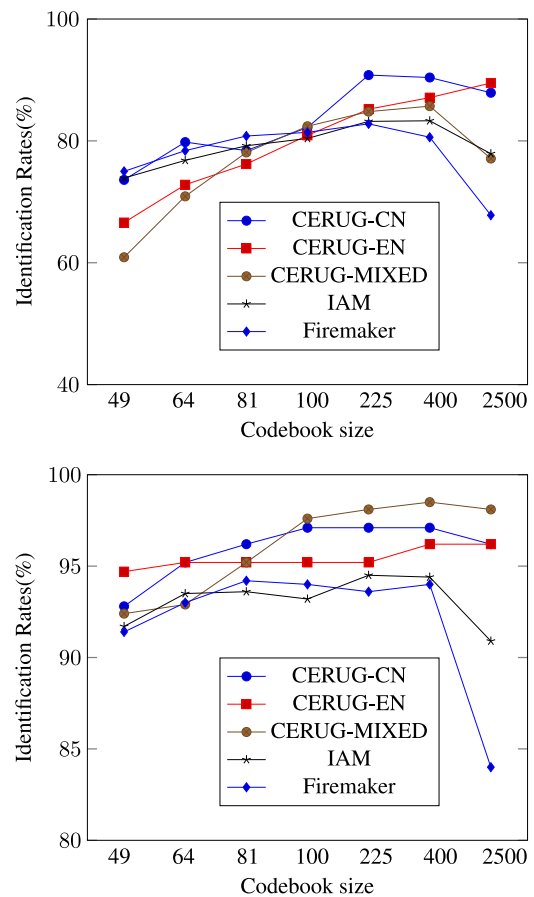 100
80
60
40
Identification Rates(%)
CERUG-CN
CERUG-EN
CERUG-MIXED
IAM
Firemaker
49 64 81 100 225 400 2500
Codebook size
100
95
90
85
80
Identification Rates(%)
CERUG-CN
CERUG-EN
CERUG-MIXED
IAM
Firemaker
49 64 81 100 225 400 2500
Codebook size